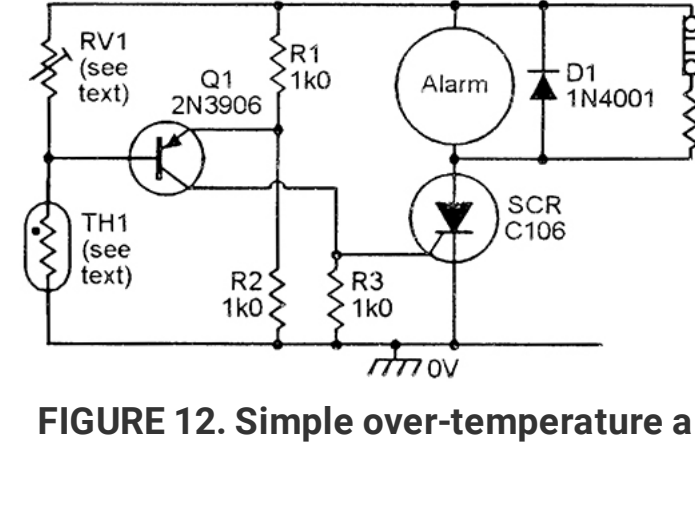 RV1
(see
text)
Q1
2N3906
R1
1k0
Alarm
D1
1N4001
TH1
(see
text)
R2
1k0
R3
1k0
SCR
C106
0V
FIGURE 12. Simple over-temperature a